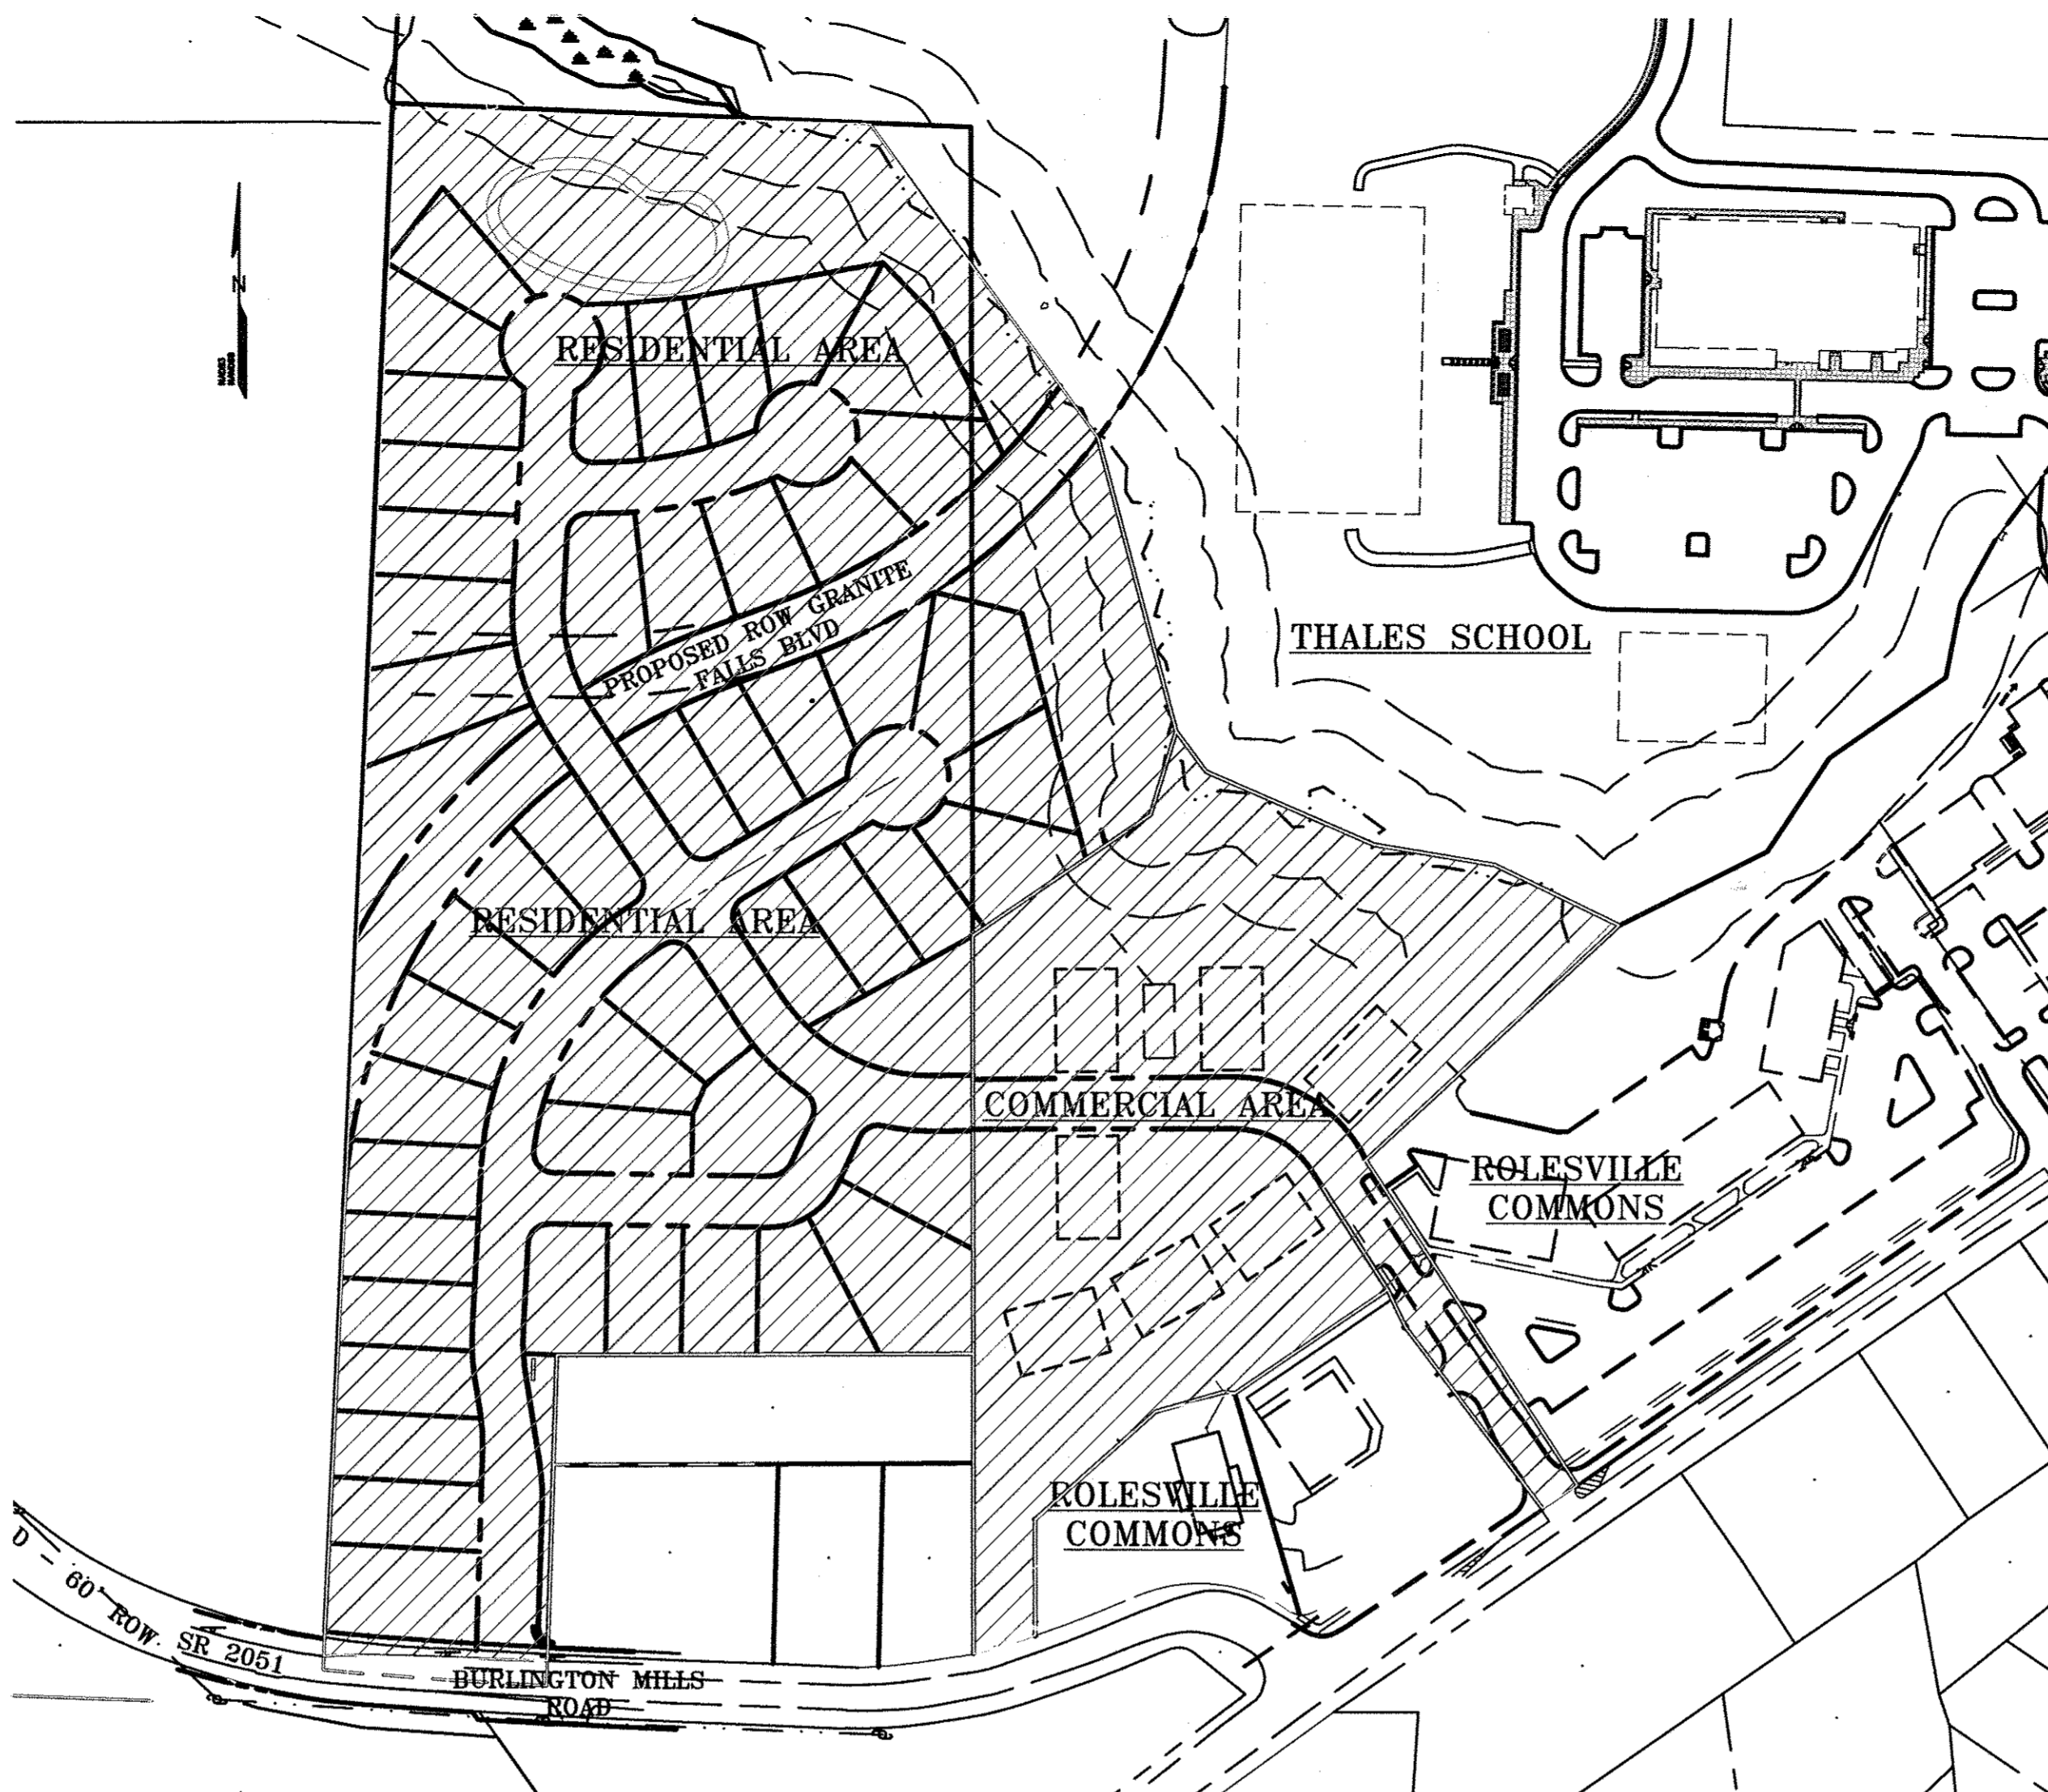 N
RESIDENTIAL AREA
PROPOSED ROW GRANITE
FALLS BLVD
THALES SCHOOL
RESIDENTIAL AREA
COMMERCIAL AREA
ROLESVILLE
COMMONS
ROLESVILLE
COMMONS
D - 60' ROW
SR 2051
BURLINGTON MILLS
ROAD